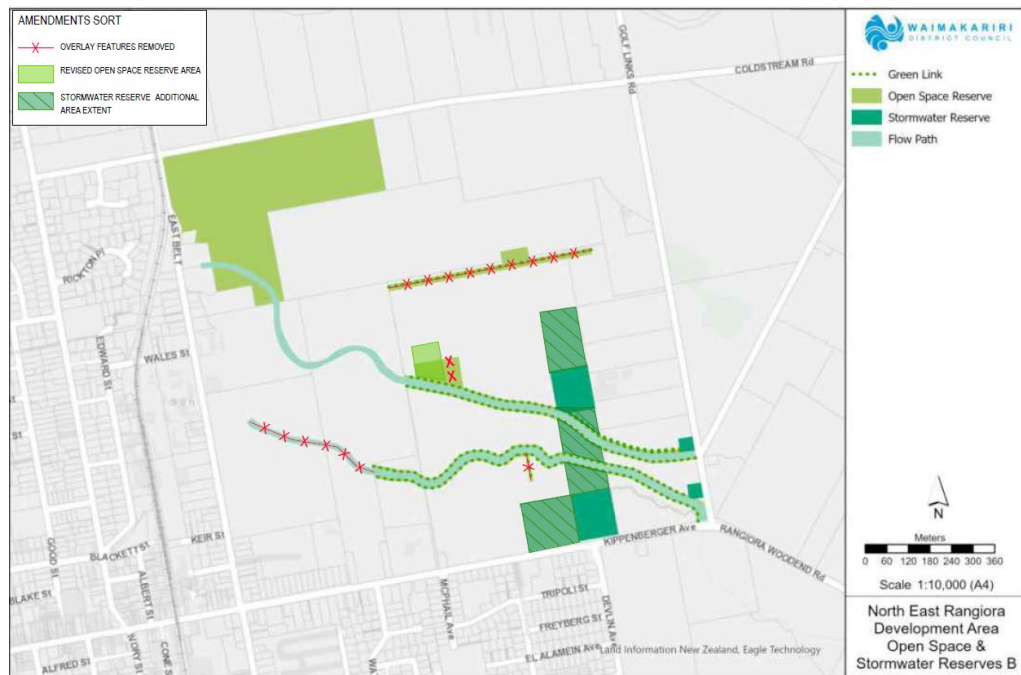 AMENDMENTS SORT
OVERLAY FEATURES REMOVED
REVISED OPEN SPACE RESERVE AREA
STORMWATER RESERVE ADDITIONAL
AREA EXTENT
WAIMAKARIRI
DISTRICT COUNCIL
Green Link
Open Space Reserve
Stormwater Reserve
Flow Path
GOLF LINKS RD
COLDSTREAM Rd
EAST BELT
RICKTON Pl
EDWARD ST
WALES ST
KEIR ST
BLACKETT ST
GOOD ST
ALBERT ST
BLAKE ST
NORY ST
CONE ST
ALFRED ST
MCPHAIL AVE
WA
KIPPENBERGER Ave
RANGIORA WOODEND Rd
TRIPOLI ST
DEVLIN AVE
FREYBERG ST
EL ALAMEIN AVE
Land Information New Zealand, Eagle Technology
ST
N
Meters
0 60 120 180 240 300 360
Scale 1:10,000 (A4)
North East Rangiora
Development Area
Open Space &
Stormwater Reserves B